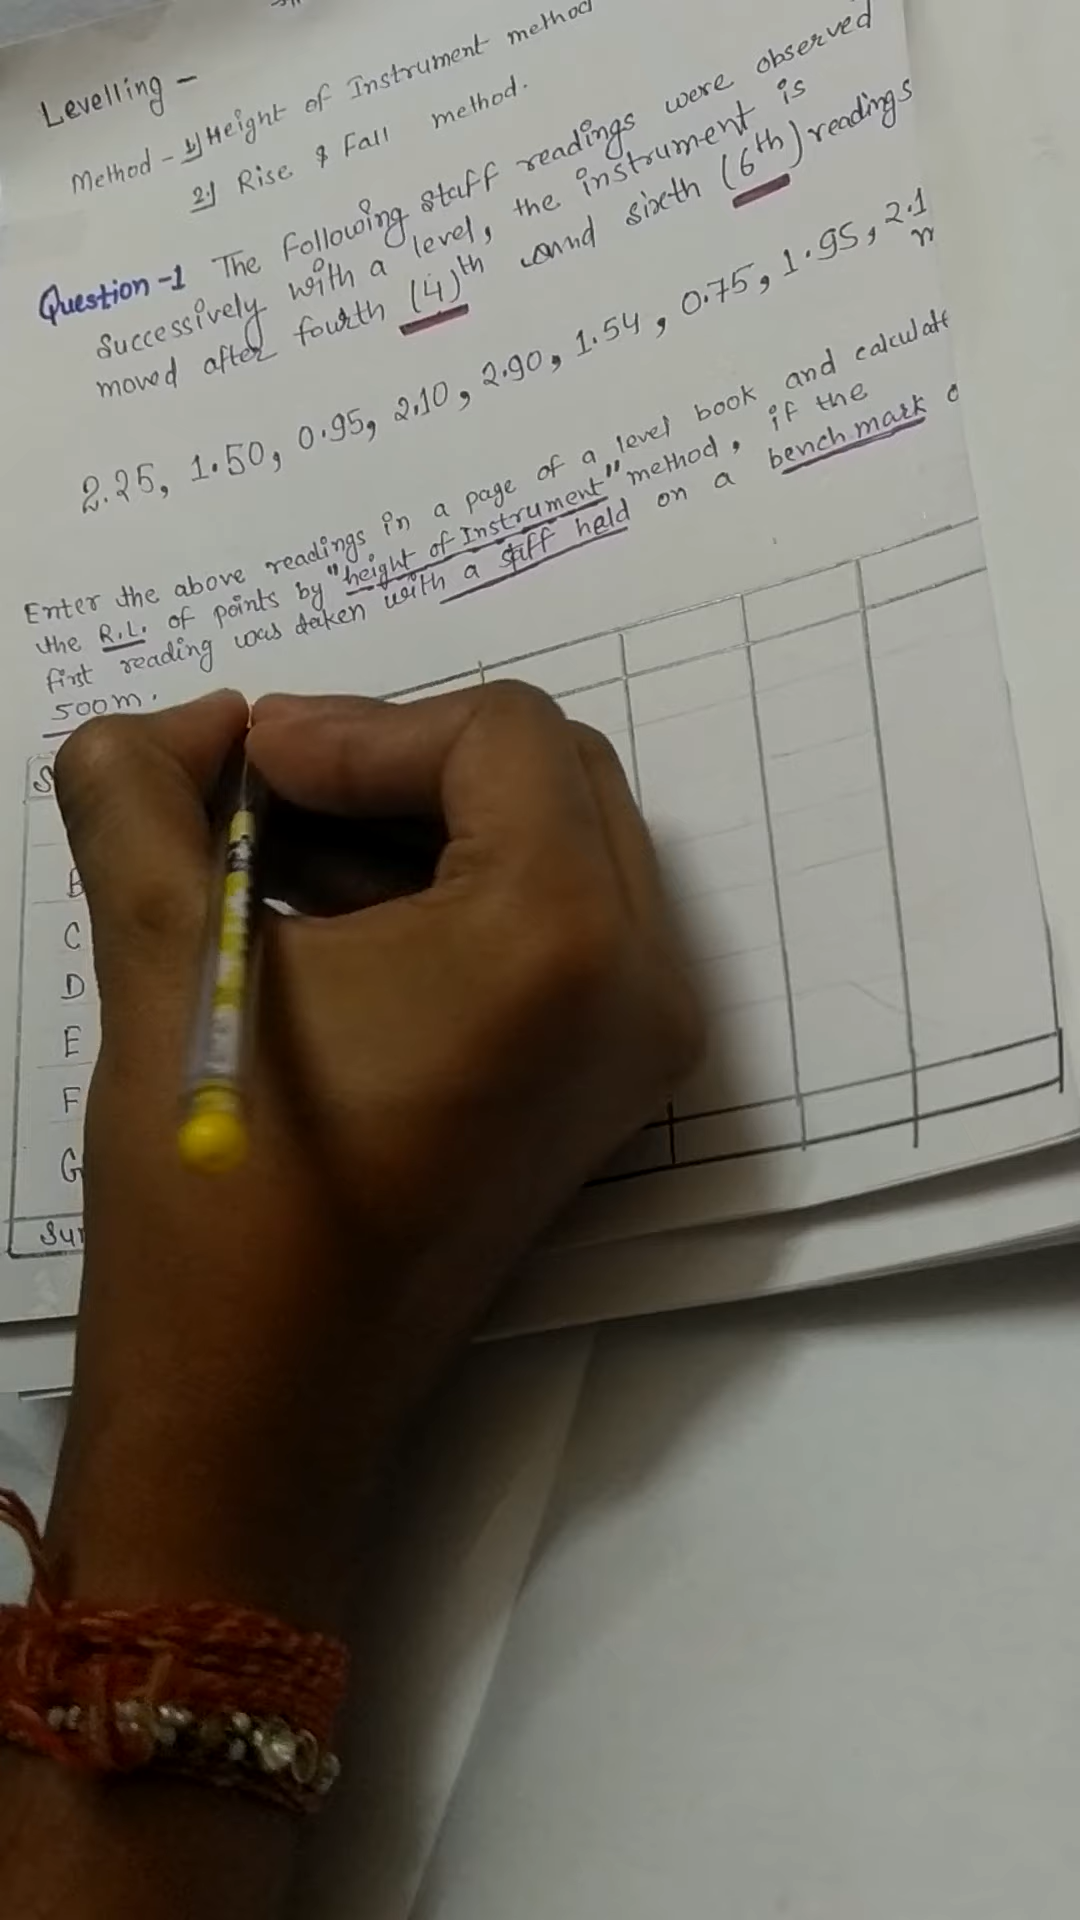 Levelling -
Method - 1) Height of Instrument method
2) Rise & Fall method.
Question -1 The following staff readings were observed
successively with a level, the instrument is
moved after fourth (4)th and sixth (6th) readings
2.25, 1.50, 0.95, 2.10, 2.90, 1.54, 0.75, 1.95, 2.1
Enter the above readings in a page of a level book and calculate
the R.L. of points by "height of Instrument" method, if the
first reading was taken with a staff held on a bench mark
500m.
B
C
D
E
F
G